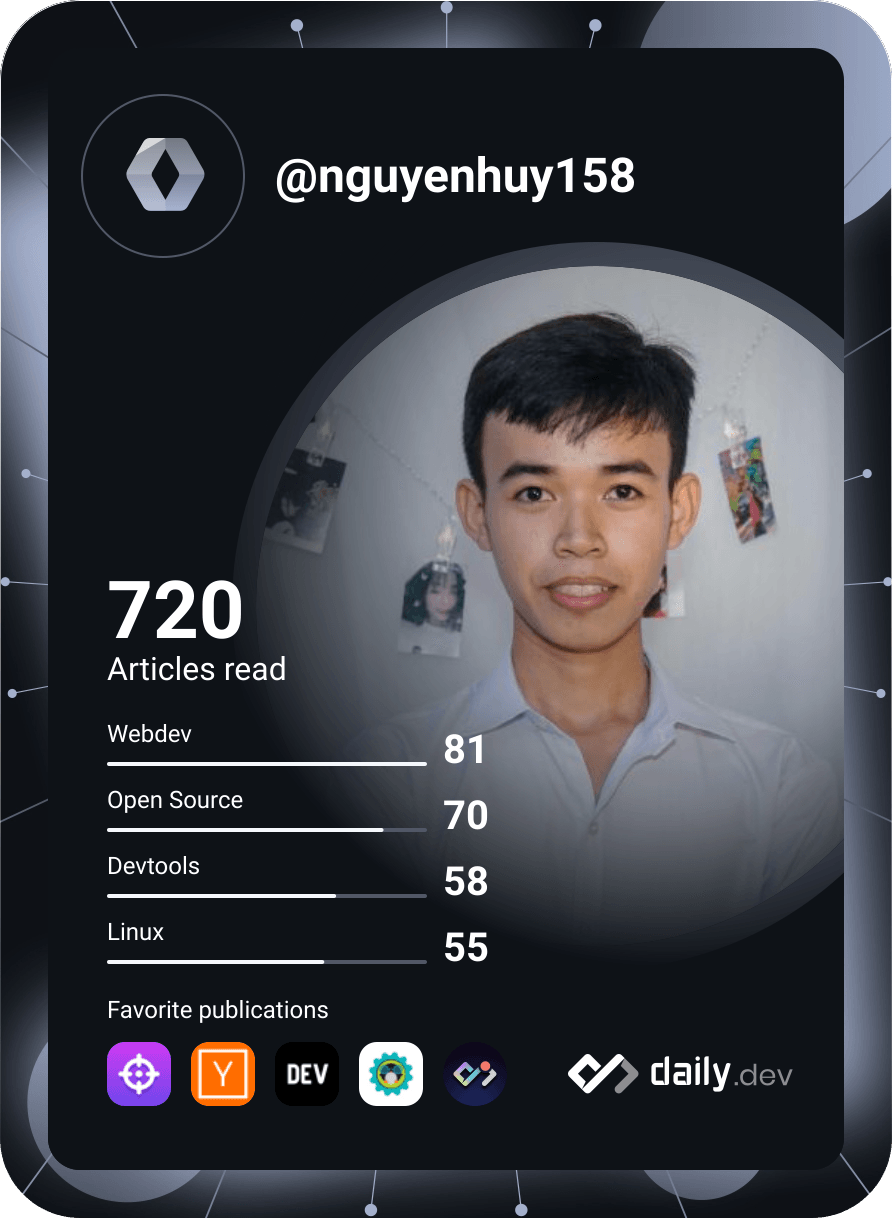 @nguyenhuy158
720
Articles read
Webdev
81
Open Source
70
Devtools
58
Linux
55
Favorite publications
Y
DEV
daily.dev